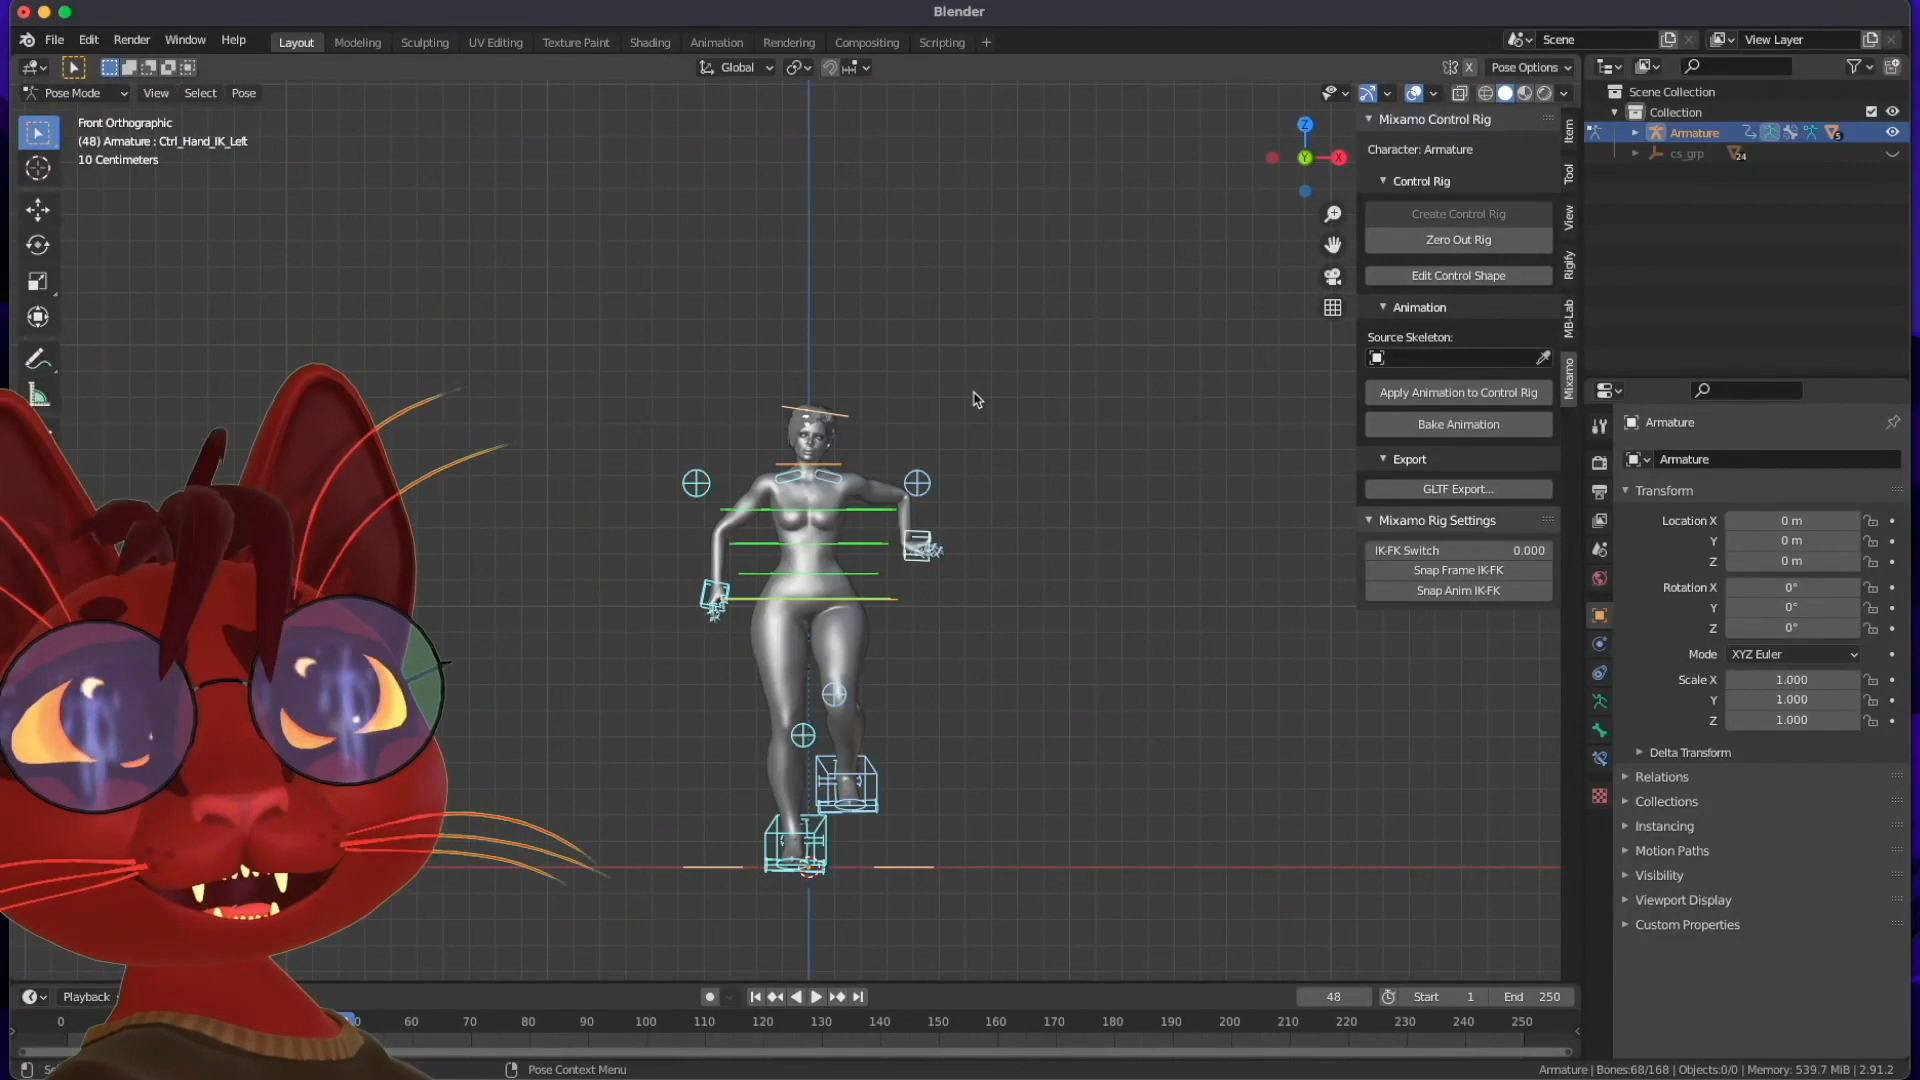 Blender
File Edit Render Window Help Layout Modeling Sculpting UV Editing Texture Paint Shading Animation Rendering Compositing Scripting + Scene View Layer
Global X Pose Options
Pose Mode View Select Pose
Front Orthographic
(48) Armature : Ctrl_Hand_IK_Left
10 Centimeters
Z
Y
X
Mixamo Control Rig
Character: Armature
Control Rig
Create Control Rig
Zero Out Rig
Edit Control Shape
Animation
Source Skeleton:
Apply Animation to Control Rig
Bake Animation
Export
GLTF Export...
Mixamo Rig Settings
IK-FK Switch 0.000
Snap Frame IK-FK
Snap Anim IK-FK
Item
Tool
View
Rigify
MB-Lab
Mixamo
Scene Collection
Collection
Armature 5
cs_grp 24
Armature
Armature
Transform
Location X 0 m
Y 0 m
Z 0 m
Rotation X 0°
Y 0°
Z 0°
Mode XYZ Euler
Scale X 1.000
Y 1.000
Z 1.000
Delta Transform
Relations
Collections
Instancing
Motion Paths
Visibility
Viewport Display
Custom Properties
Playback 48 Start 1 End 250
0 60 70 80 90 100 110 120 130 140 150 160 170 180 190 200 210 220 230 240 250
Pose Context Menu
Armature | Bones:68/168 | Objects:0/0 | Memory: 539.7 MiB | 2.91.2